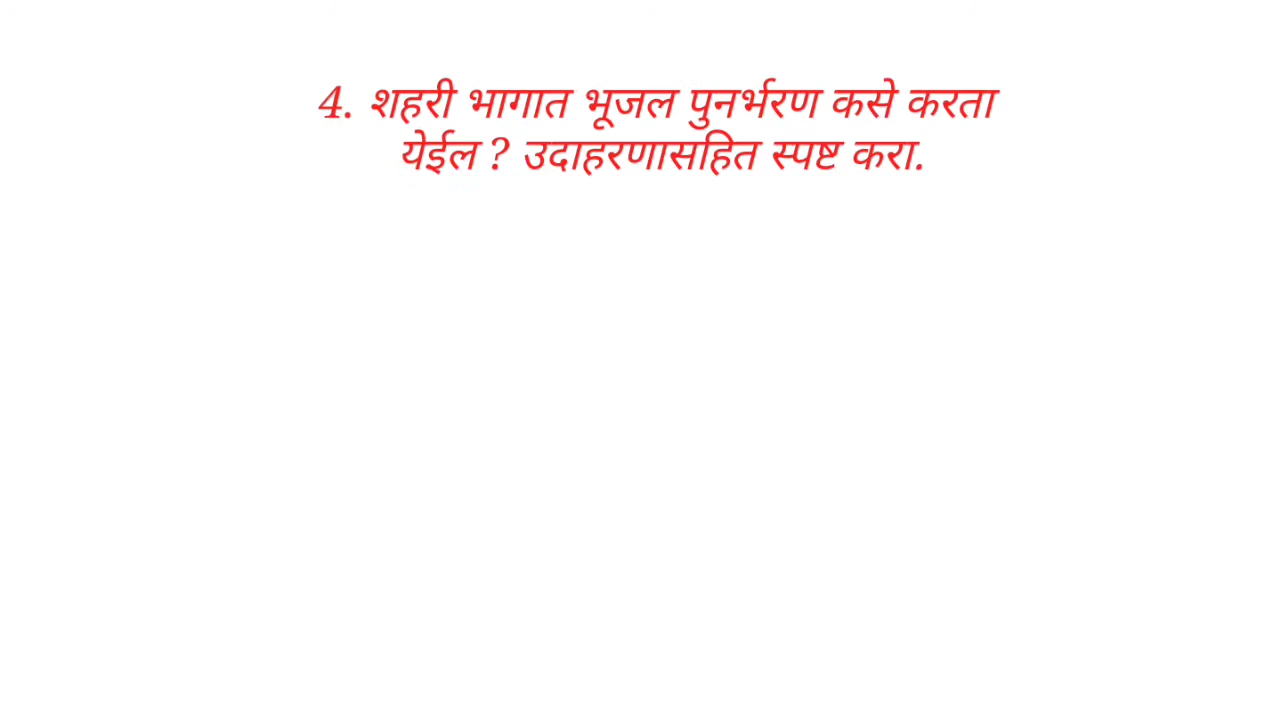 4. शहरी भागात भूजल पुनर्भरण कसे करता
येईल ? उदाहरणासहित स्पष्ट करा.